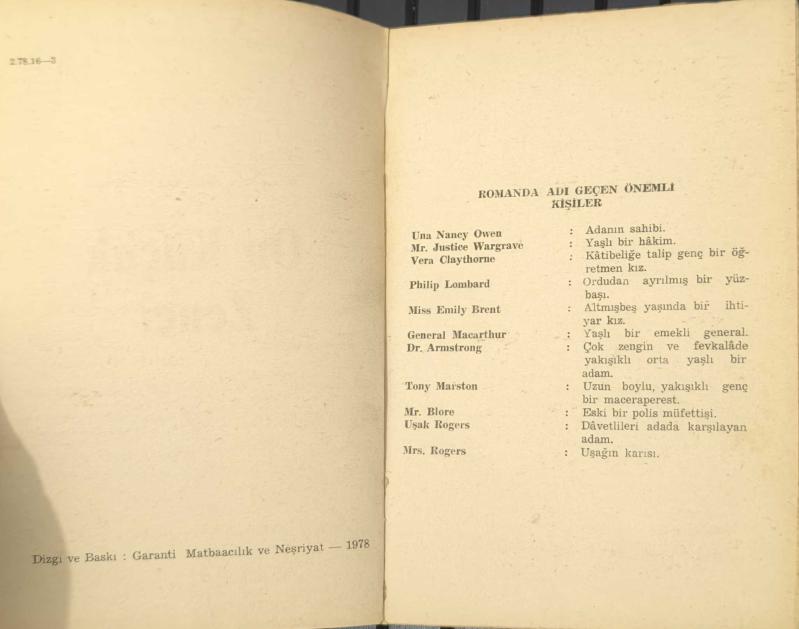 2.78.16—3
Dizgi ve Baskı : Garanti Matbaacılık ve Neşriyat — 1978
ROMANDA ADI GEÇEN ÖNEMLİ
KİŞİLER
Una Nancy Owen : Adanın sahibi.
Mr. Justice Wargrave : Yaşlı bir hâkim.
Vera Claythorne : Kâtibeliğe talip genç bir öğ-
retmen kız.
Philip Lombard : Ordudan ayrılmış bir yüz-
başı.
Miss Emily Brent : Altmışbeş yaşında bir ihti-
yar kız.
General Macarthur : Yaşlı bir emekli general.
Dr. Armstrong : Çok zengin ve fevkalâde
yakışıklı orta yaşlı bir
adam.
Tony Marston : Uzun boylu, yakışıklı genç
bir maceraperest.
Mr. Blore : Eski bir polis müfettişi.
Uşak Rogers : Dâvetlileri adada karşılayan
adam.
Mrs. Rogers : Uşağın karısı.